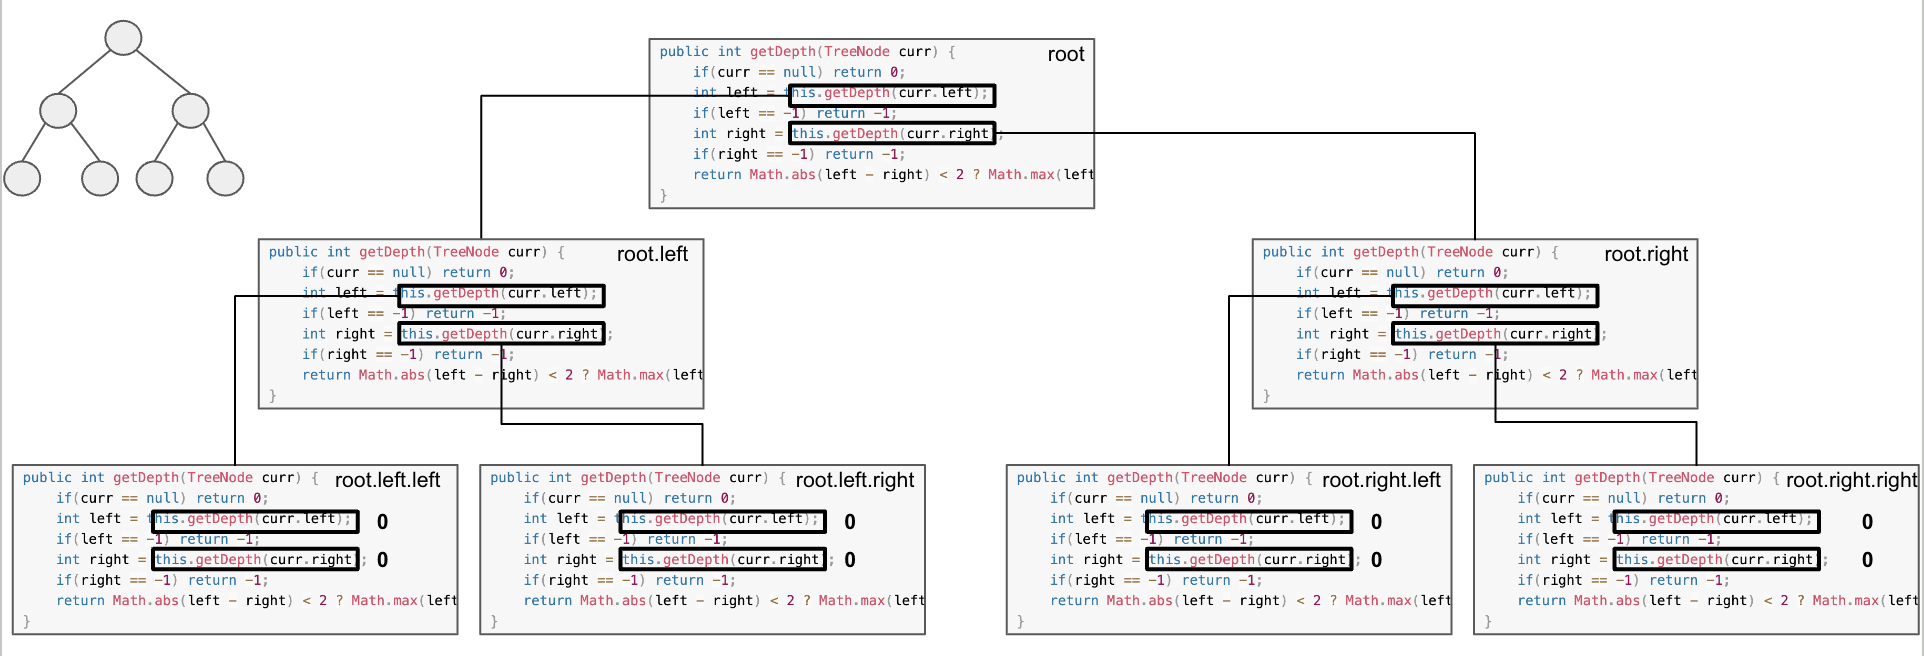 public int getDepth(TreeNode curr) {
root
if(curr == null) return 0;
int left = this.getDepth(curr.left);
if(left == -1) return -1;
int right = this.getDepth(curr.right);
if(right == -1) return -1;
return Math.abs(left - right) < 2 ? Math.max(left
}
public int getDepth(TreeNode curr) {
root.left
if(curr == null) return 0;
int left = this.getDepth(curr.left);
if(left == -1) return -1;
int right = this.getDepth(curr.right);
if(right == -1) return -1;
return Math.abs(left - right) < 2 ? Math.max(left
}
public int getDepth(TreeNode curr) {
root.right
if(curr == null) return 0;
int left = this.getDepth(curr.left);
if(left == -1) return -1;
int right = this.getDepth(curr.right);
if(right == -1) return -1;
return Math.abs(left - right) < 2 ? Math.max(left
}
public int getDepth(TreeNode curr) {
root.left.left
if(curr == null) return 0;
int left = this.getDepth(curr.left); 0
if(left == -1) return -1;
int right = this.getDepth(curr.right); 0
if(right == -1) return -1;
return Math.abs(left - right) < 2 ? Math.max(left
}
public int getDepth(TreeNode curr) {
root.left.right
if(curr == null) return 0;
int left = this.getDepth(curr.left); 0
if(left == -1) return -1;
int right = this.getDepth(curr.right); 0
if(right == -1) return -1;
return Math.abs(left - right) < 2 ? Math.max(left
}
public int getDepth(TreeNode curr) {
root.right.left
if(curr == null) return 0;
int left = this.getDepth(curr.left); 0
if(left == -1) return -1;
int right = this.getDepth(curr.right); 0
if(right == -1) return -1;
return Math.abs(left - right) < 2 ? Math.max(left
}
public int getDepth(TreeNode curr) {
root.right.right
if(curr == null) return 0;
int left = this.getDepth(curr.left); 0
if(left == -1) return -1;
int right = this.getDepth(curr.right); 0
if(right == -1) return -1;
return Math.abs(left - right) < 2 ? Math.max(left
}